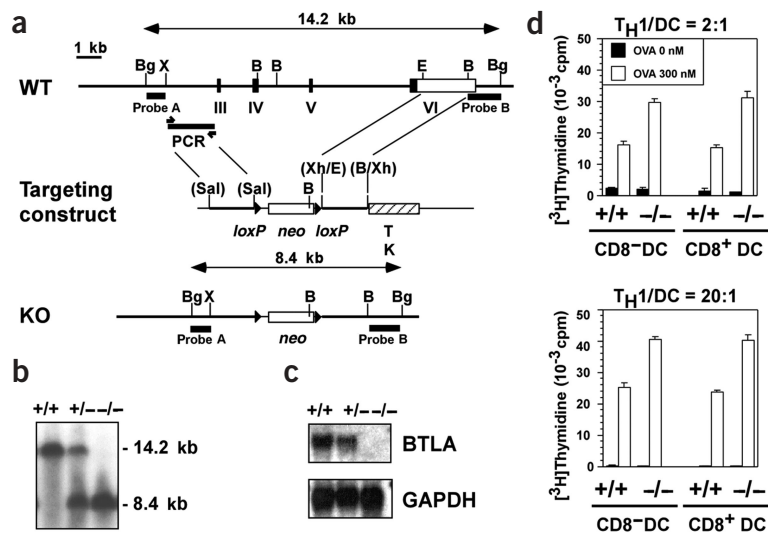 a
14.2 kb
1 kb
Bg X B B E B Bg
WT
Probe A III IV V VI Probe B
PCR
(Xh/E) (B/Xh)
(Sal) (Sal) B
Targeting construct
loxP neo loxP T K
8.4 kb
Bg X B B Bg
KO
Probe A neo Probe B
b
+/+ +/− −/−
- 14.2 kb
- 8.4 kb
c
+/+ +/− −/−
BTLA
GAPDH
d
TH1/DC = 2:1
[3H]Thymidine (10−3 cpm)
50
40
30
20
10
0
OVA 0 nM
OVA 300 nM
+/+ −/− +/+ −/−
CD8−DC CD8+ DC
TH1/DC = 20:1
[3H]Thymidine (10−3 cpm)
50
40
30
20
10
0
+/+ −/− +/+ −/−
CD8−DC CD8+ DC